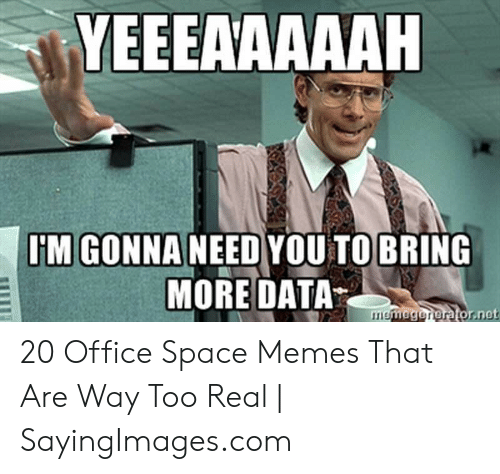 YEEEAAAAAH
I'M GONNA NEED YOU TO BRING
MORE DATA
memegenerator.net
20 Office Space Memes That
Are Way Too Real |
SayingImages.com